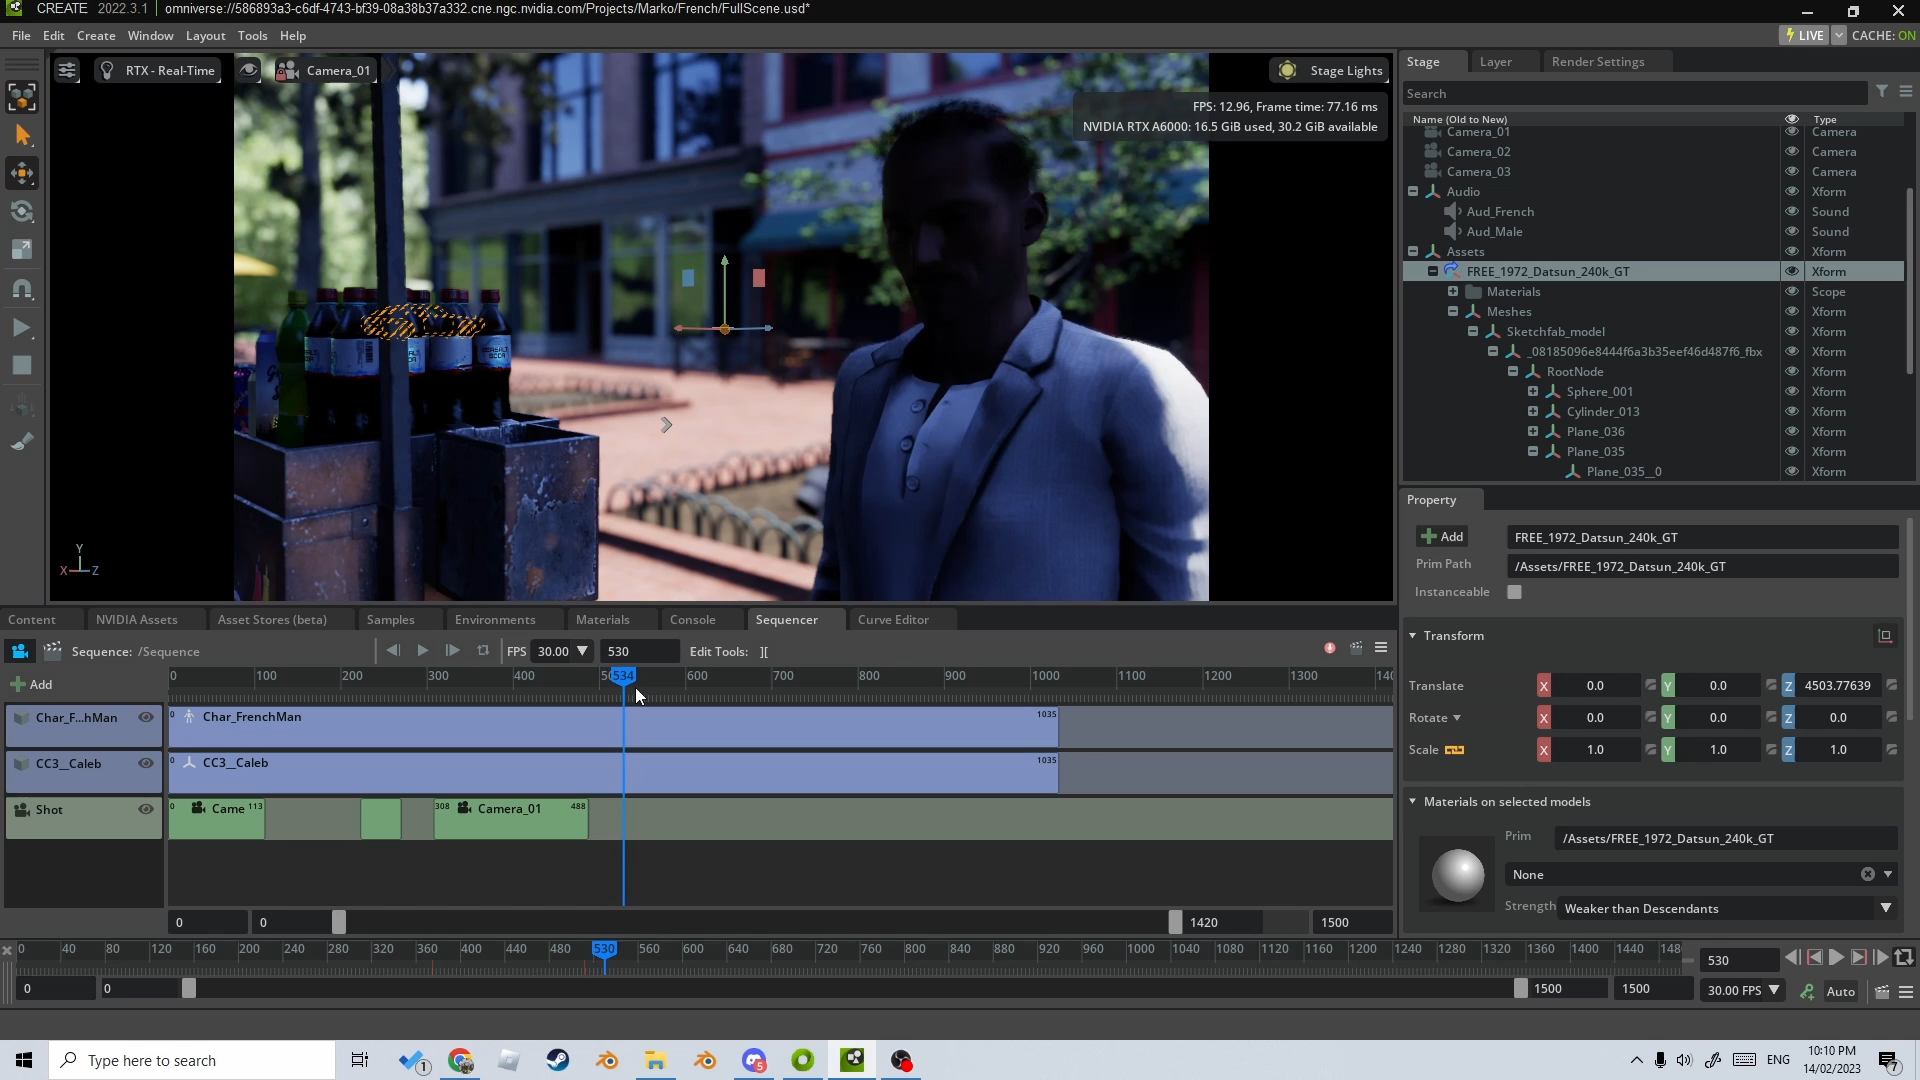 CREATE 2022.3.1 omniverse://586893a3-c6df-4743-bf39-08a38b37a332.cne.ngc.nvidia.com/Projects/Marko/French/FullScene.usd*
File Edit Create Window Layout Tools Help
LIVE CACHE: ON
RTX - Real-Time Camera_01 Stage Lights
FPS: 12.96, Frame time: 77.16 ms
NVIDIA RTX A6000: 16.5 GiB used, 30.2 GiB available
Y
X Z
Stage Layer Render Settings
Search
Name (Old to New) Type
Camera_01 Camera
Camera_02 Camera
Camera_03 Camera
Audio Xform
Aud_French Sound
Aud_Male Sound
Assets Xform
FREE_1972_Datsun_240k_GT Xform
Materials Scope
Meshes Xform
Sketchfab_model Xform
_08185096e8444f6a3b35eef46d487f6_fbx Xform
RootNode Xform
Sphere_001 Xform
Cylinder_013 Xform
Plane_036 Xform
Plane_035 Xform
Plane_035__0 Xform
Property
Add FREE_1972_Datsun_240k_GT
Prim Path /Assets/FREE_1972_Datsun_240k_GT
Instanceable
Transform
Translate X 0.0 Y 0.0 Z 4503.77639
Rotate X 0.0 Y 0.0 Z 0.0
Scale X 1.0 Y 1.0 Z 1.0
Materials on selected models
Prim /Assets/FREE_1972_Datsun_240k_GT
None
Strength Weaker than Descendants
Content NVIDIA Assets Asset Stores (beta) Samples Environments Materials Console Sequencer Curve Editor
Sequence: /Sequence FPS 30.00 530 Edit Tools: ][
Add
0 100 200 300 400 534 600 700 800 900 1000 1100 1200 1300
Char_F...hMan 0 Char_FrenchMan 1035
CC3__Caleb 0 CC3__Caleb 1035
Shot 0 Came 113 308 Camera_01 488
0 0 1420 1500
0 40 80 120 160 200 240 280 320 360 400 440 480 530 560 600 640 680 720 760 800 840 880 920 960 1000 1040 1080 1120 1160 1200 1240 1280 1320 1360 1400 1440 530
0 0 1500 1500 30.00 FPS Auto
Type here to search 1 5 ENG 10:10 PM
14/02/2023 7